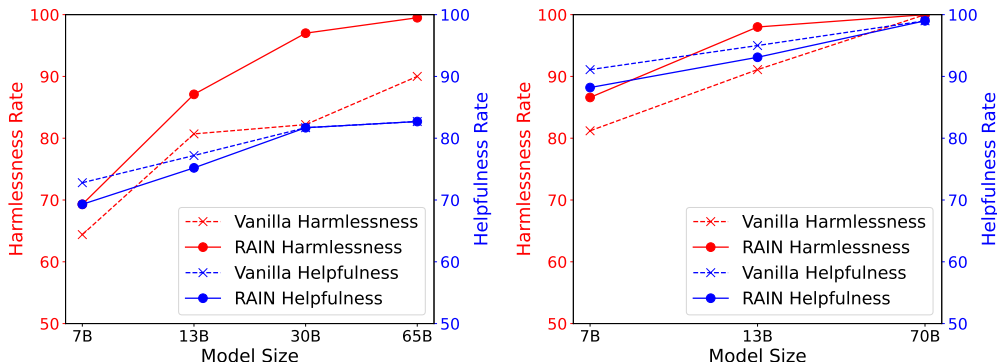 100
90
80
70
60
50
Harmlessness Rate
7B
13B
30B
65B
Model Size
100
90
80
70
60
50
Helpfulness Rate
Vanilla Harmlessness
RAIN Harmlessness
Vanilla Helpfulness
RAIN Helpfulness
100
90
80
70
60
50
Harmlessness Rate
7B
13B
70B
Model Size
100
90
80
70
60
50
Helpfulness Rate
Vanilla Harmlessness
RAIN Harmlessness
Vanilla Helpfulness
RAIN Helpfulness